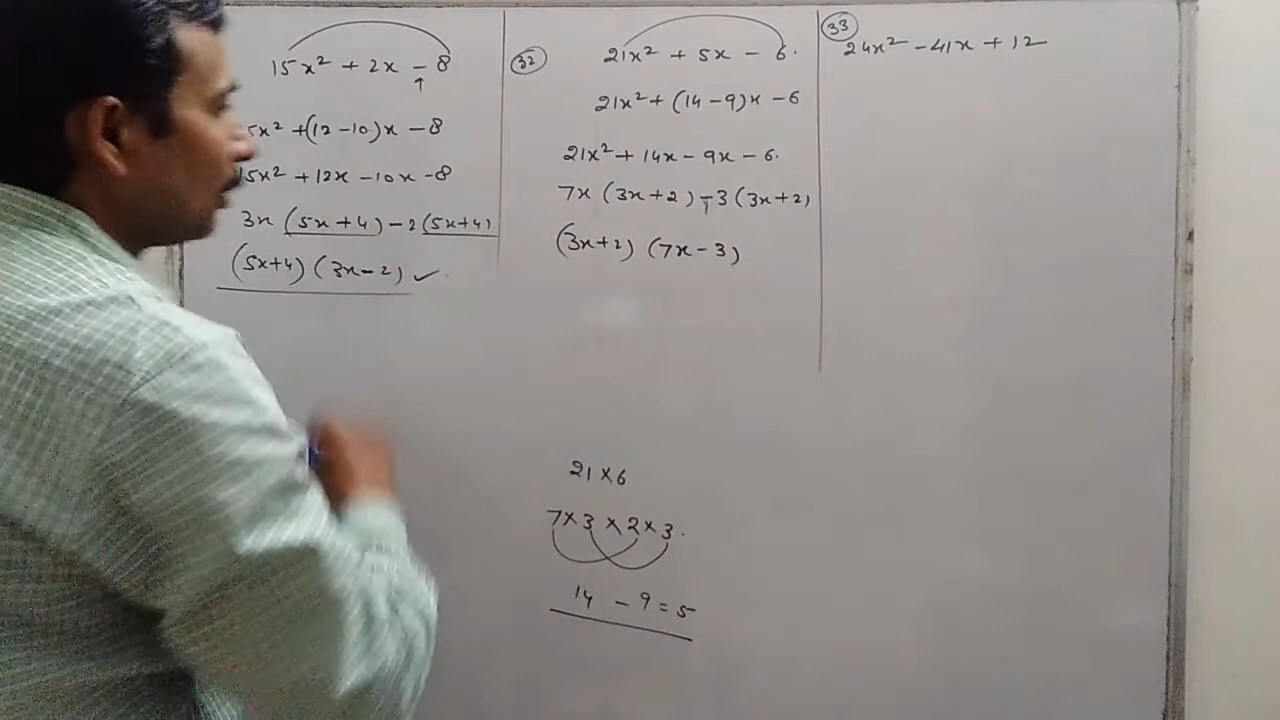 15x² + 2x - 8
↑
5x² +(12 -10)x - 8
15x² + 12x - 10x - 8
3x (5x + 4) - 2 (5x+4)
(5x+4) (3x - 2) ✓
32
21x² + 5x - 6.
21x² + (14 - 9)x - 6
21x² + 14x - 9x - 6.
7x (3x + 2) - 3 (3x + 2)
(3x+2) (7x - 3)
21 × 6
7 × 3 × 2 × 3.
14 - 9 = 5
33
24x² - 41x + 12